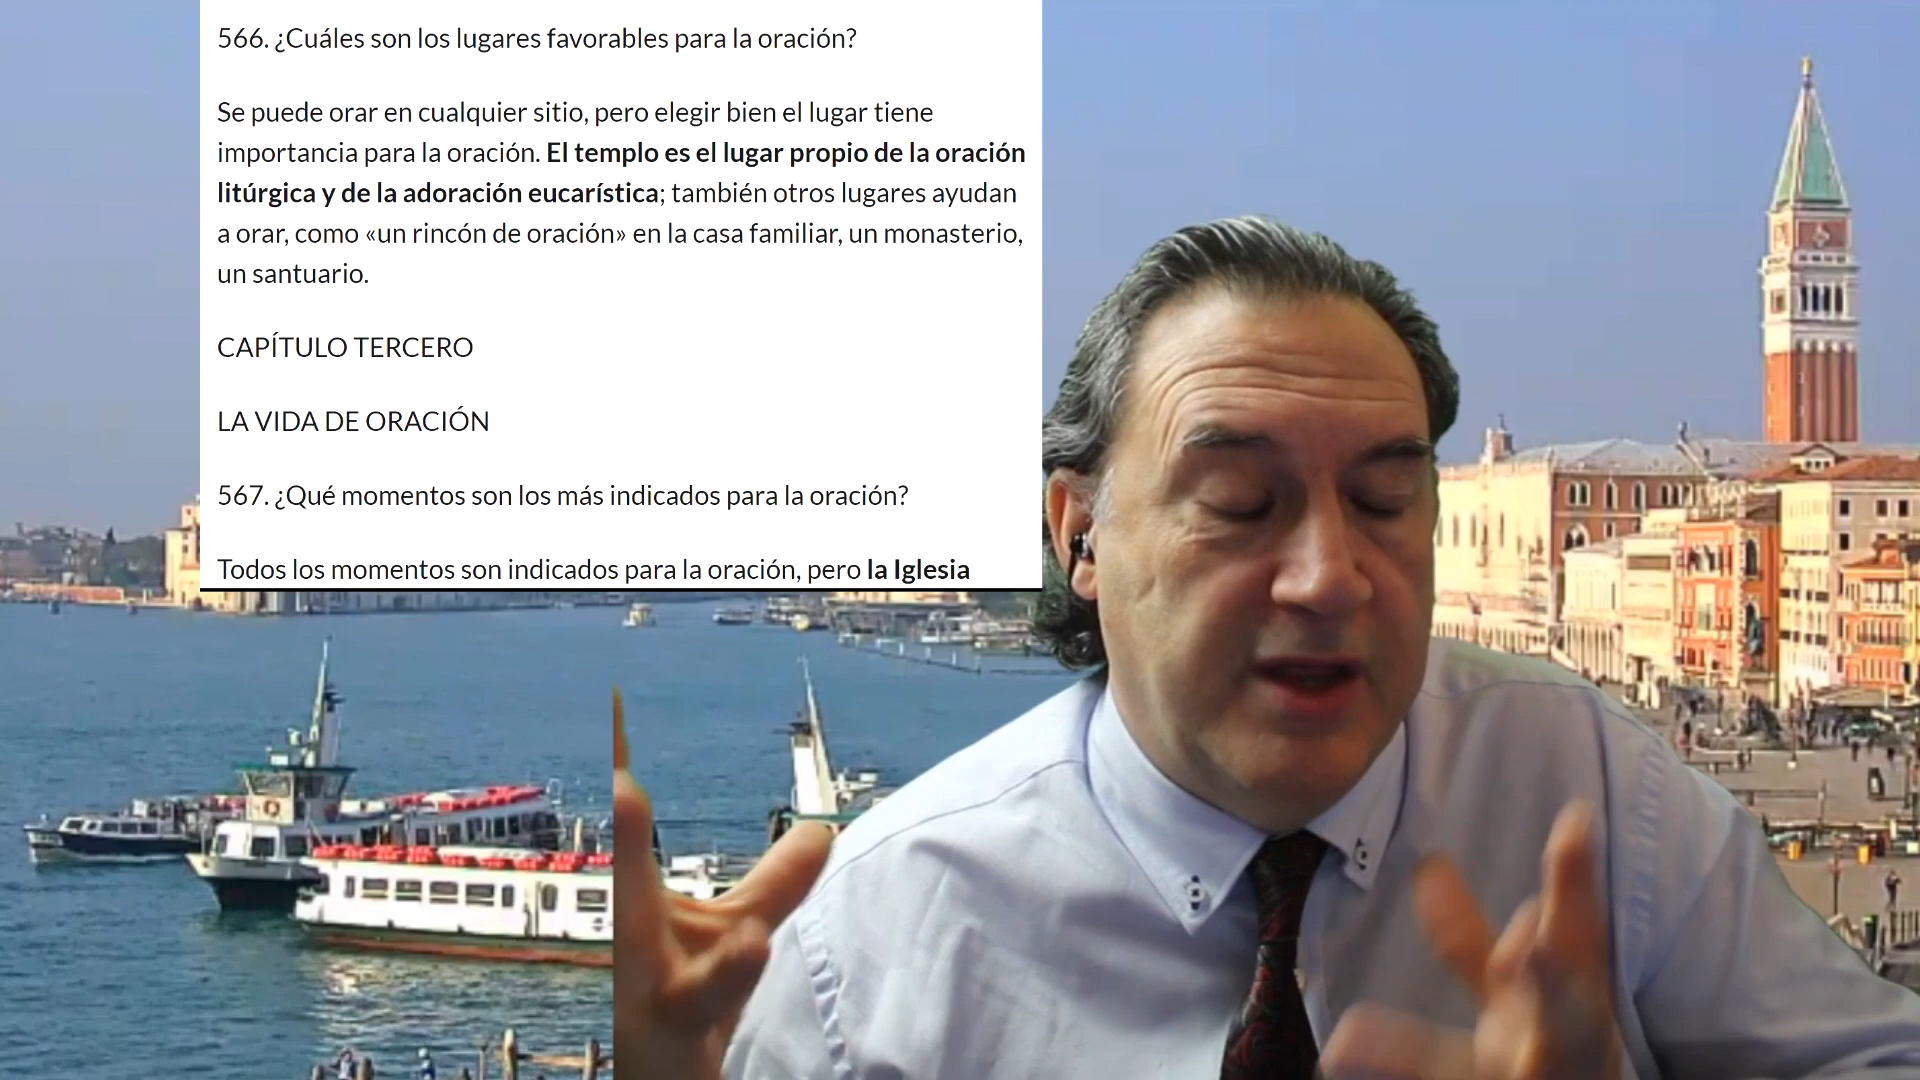 566. ¿Cuáles son los lugares favorables para la oración?
Se puede orar en cualquier sitio, pero elegir bien el lugar tiene
importancia para la oración. El templo es el lugar propio de la oración
litúrgica y de la adoración eucarística; también otros lugares ayudan
a orar, como «un rincón de oración» en la casa familiar, un monasterio,
un santuario.
CAPÍTULO TERCERO
LA VIDA DE ORACIÓN
567. ¿Qué momentos son los más indicados para la oración?
Todos los momentos son indicados para la oración, pero la Iglesia